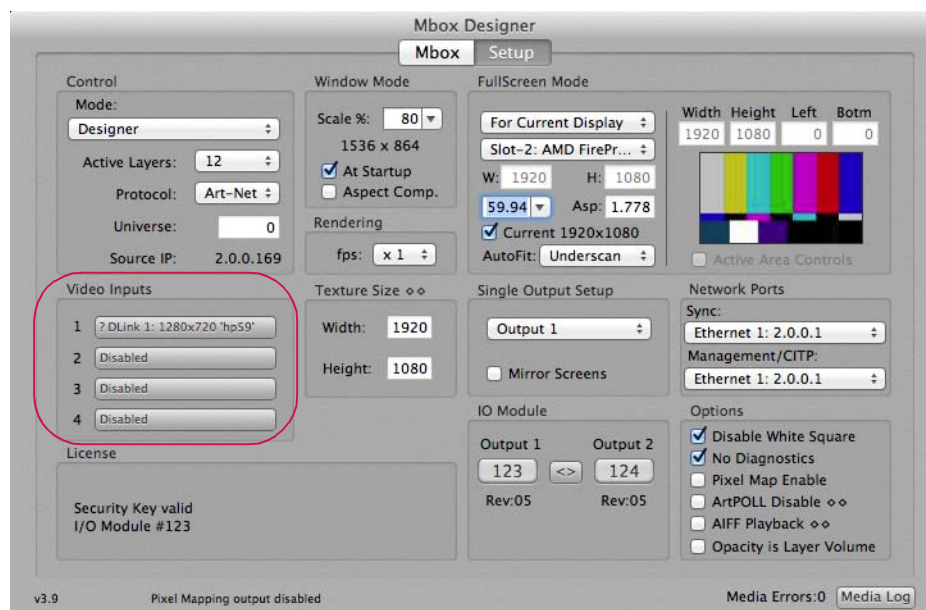 Mbox Designer
Mbox Setup
Control
Mode:
Designer
Active Layers: 12
Protocol: Art-Net
Universe: 0
Source IP: 2.0.0.169
Window Mode
Scale %: 80
1536 x 864
At Startup
Aspect Comp.
Rendering
fps: x 1
FullScreen Mode
For Current Display
Slot-2: AMD FirePr...
W: 1920 H: 1080
59.94 Asp: 1.778
Current 1920x1080
AutoFit: Underscan
Width Height Left Botm
1920 1080 0 0
Active Area Controls
Video Inputs
1 ? DLink 1: 1280x720 'hp59'
2 Disabled
3 Disabled
4 Disabled
Texture Size ⋄⋄
Width: 1920
Height: 1080
Single Output Setup
Output 1
Mirror Screens
Network Ports
Sync:
Ethernet 1: 2.0.0.1
Management/CITP:
Ethernet 1: 2.0.0.1
License
Security Key valid
I/O Module #123
IO Module
Output 1 Output 2
123 <> 124
Rev:05 Rev:05
Options
Disable White Square
No Diagnostics
Pixel Map Enable
ArtPOLL Disable ⋄⋄
AIFF Playback ⋄⋄
Opacity is Layer Volume
v3.9 Pixel Mapping output disabled Media Errors:0 Media Log